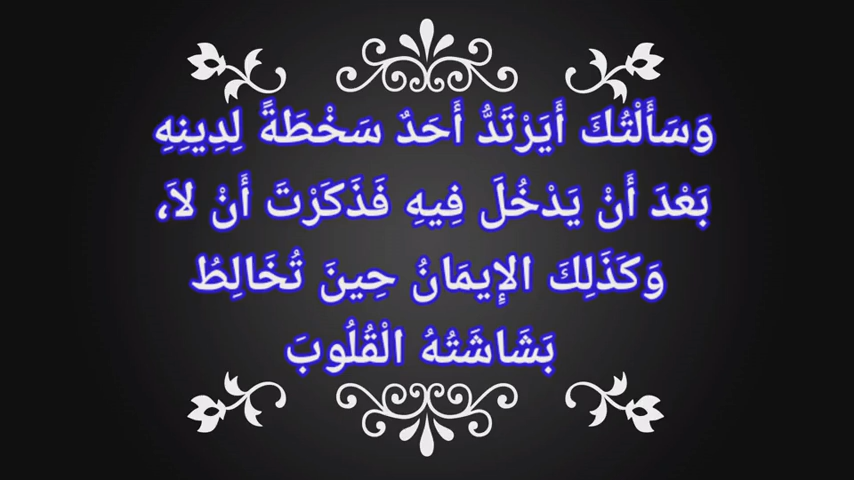 وَسَأَلْتُكَ أَيَرْتَدُّ أَحَدٌ سَخْطَةً لِدِينِهِ
بَعْدَ أَنْ يَدْخُلَ فِيهِ فَذَكَرْتَ أَنْ لاَ،
وَكَذَلِكَ الإِيمَانُ حِينَ تُخَالِطُ
بَشَاشَتُهُ الْقُلُوبَ